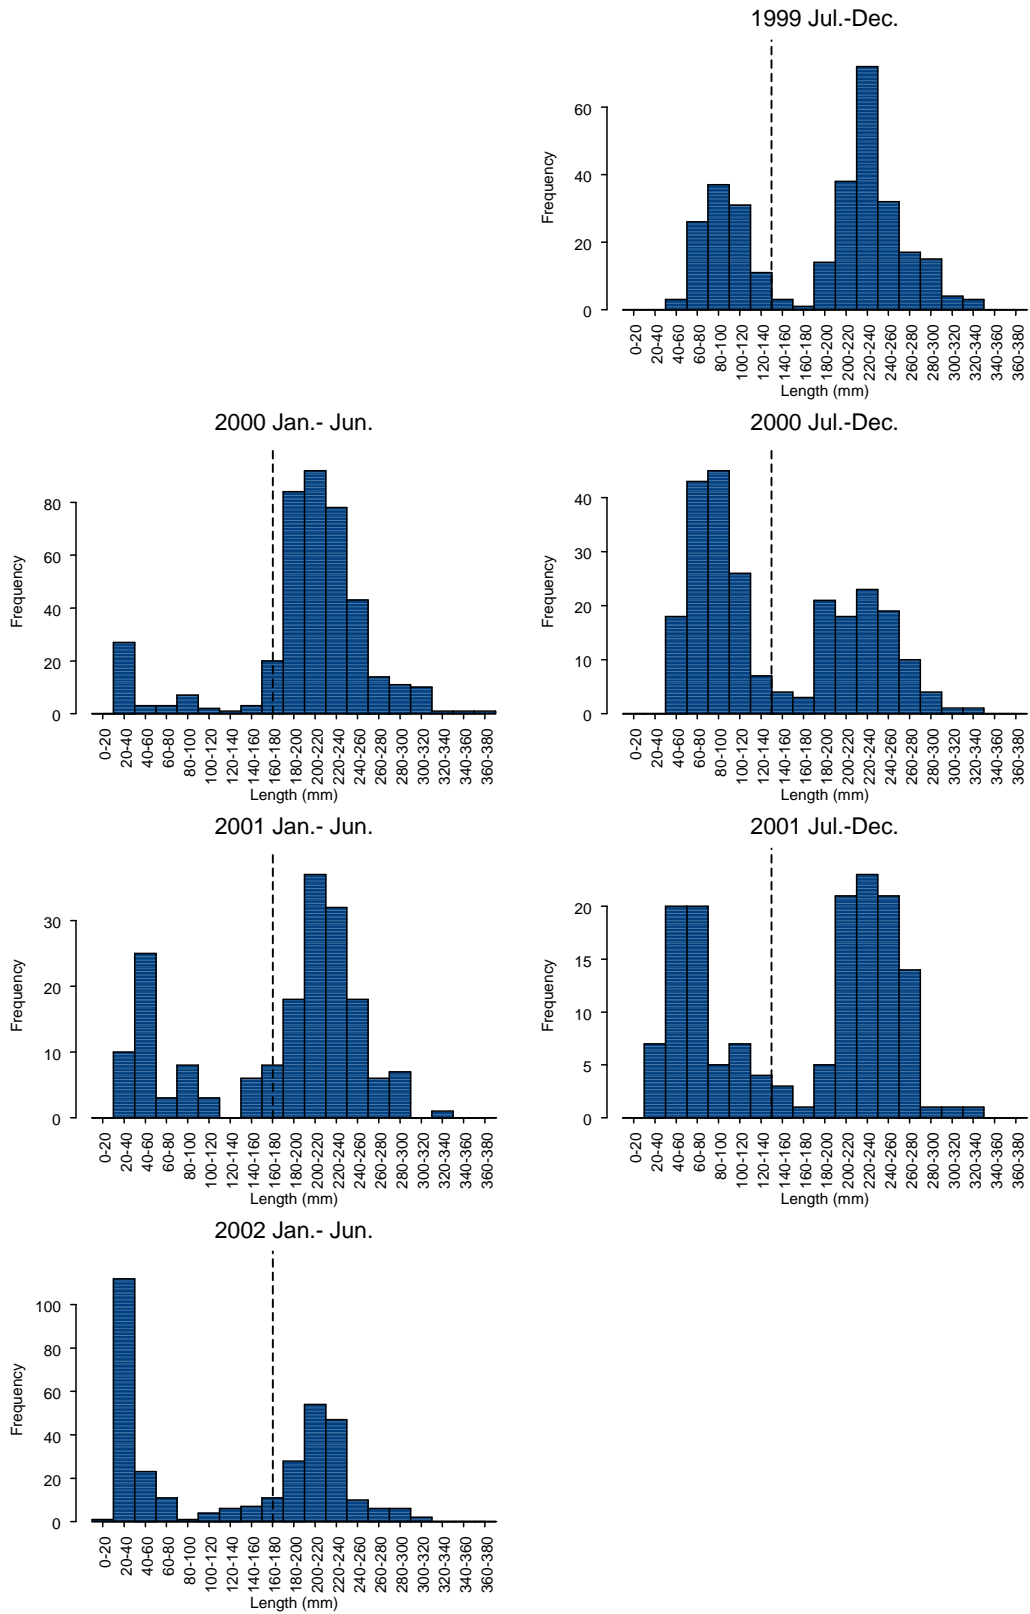 1999 Jul.-Dec.
Frequency
60
40
20
0
0-20 20-40 40-60 60-80 80-100 100-120 120-140 140-160 160-180 180-200 200-220 220-240 240-260 260-280 280-300 300-320 320-340 340-360 360-380
Length (mm)
2000 Jan.- Jun.
Frequency
80
60
40
20
0
0-20 20-40 40-60 60-80 80-100 100-120 120-140 140-160 160-180 180-200 200-220 220-240 240-260 260-280 280-300 300-320 320-340 340-360 360-380
Length (mm)
2000 Jul.-Dec.
Frequency
40
30
20
10
0
0-20 20-40 40-60 60-80 80-100 100-120 120-140 140-160 160-180 180-200 200-220 220-240 240-260 260-280 280-300 300-320 320-340 340-360 360-380
Length (mm)
2001 Jan.- Jun.
Frequency
30
20
10
0
0-20 20-40 40-60 60-80 80-100 100-120 120-140 140-160 160-180 180-200 200-220 220-240 240-260 260-280 280-300 300-320 320-340 340-360 360-380
Length (mm)
2001 Jul.-Dec.
Frequency
20
15
10
5
0
0-20 20-40 40-60 60-80 80-100 100-120 120-140 140-160 160-180 180-200 200-220 220-240 240-260 260-280 280-300 300-320 320-340 340-360 360-380
Length (mm)
2002 Jan.- Jun.
Frequency
100
80
60
40
20
0
0-20 20-40 40-60 60-80 80-100 100-120 120-140 140-160 160-180 180-200 200-220 220-240 240-260 260-280 280-300 300-320 320-340 340-360 360-380
Length (mm)